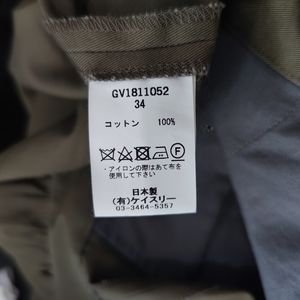 GV1811052
34
コットン 100%
・アイロンの際はあて布を
使用して下さい
日本製
(有)ケイスリー
03-3464-5357